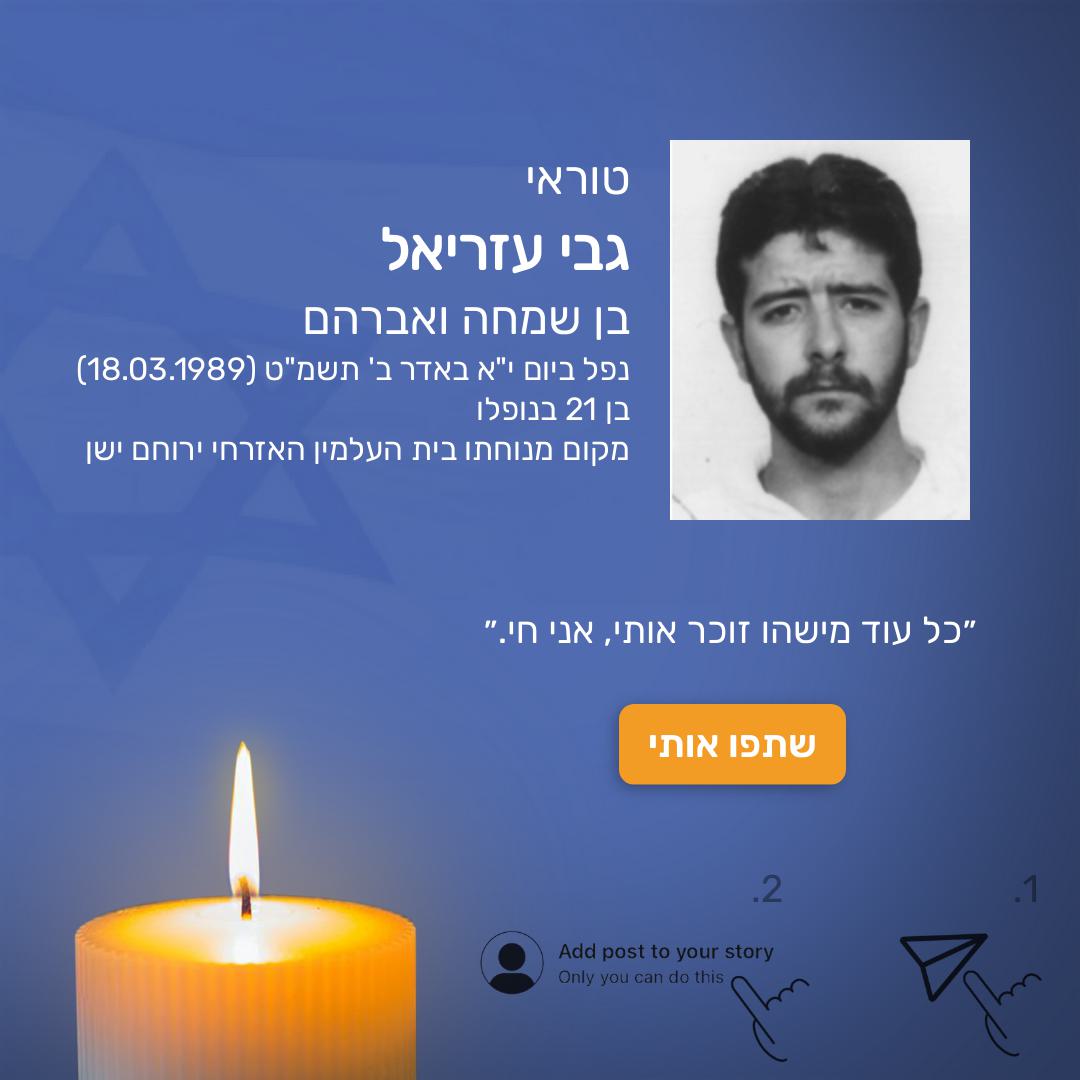 טוראי
גבי עזריאל
בן שמחה ואברהם
נפל ביום י"א באדר ב' תשמ"ט (18.03.1989)
בן 21 בנופלו
מקום מנוחתו בית העלמין האזרחי ירוחם ישן
״כל עוד מישהו זוכר אותי, אני חי.״
שתפו אותי
1.
2.
Add post to your story
Only you can do this